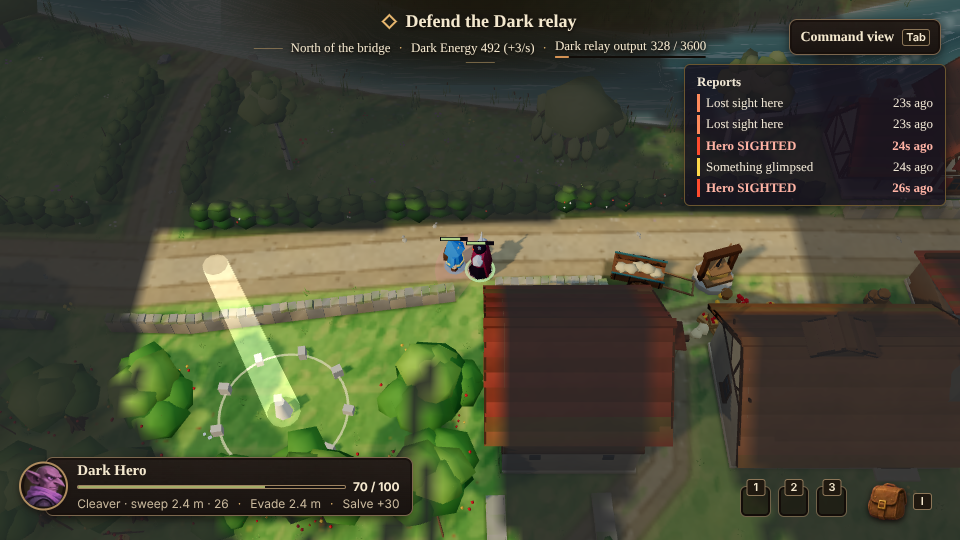 Defend the Dark relay
North of the bridge · Dark Energy 492 (+3/s) · Dark relay output 328 / 3600
Command view Tab
Reports
Lost sight here 23s ago
Lost sight here 23s ago
Hero SIGHTED 24s ago
Something glimpsed 24s ago
Hero SIGHTED 26s ago
Dark Hero
70 / 100
Cleaver · sweep 2.4 m · 26 · Evade 2.4 m · Salve +30
1 2 3
I